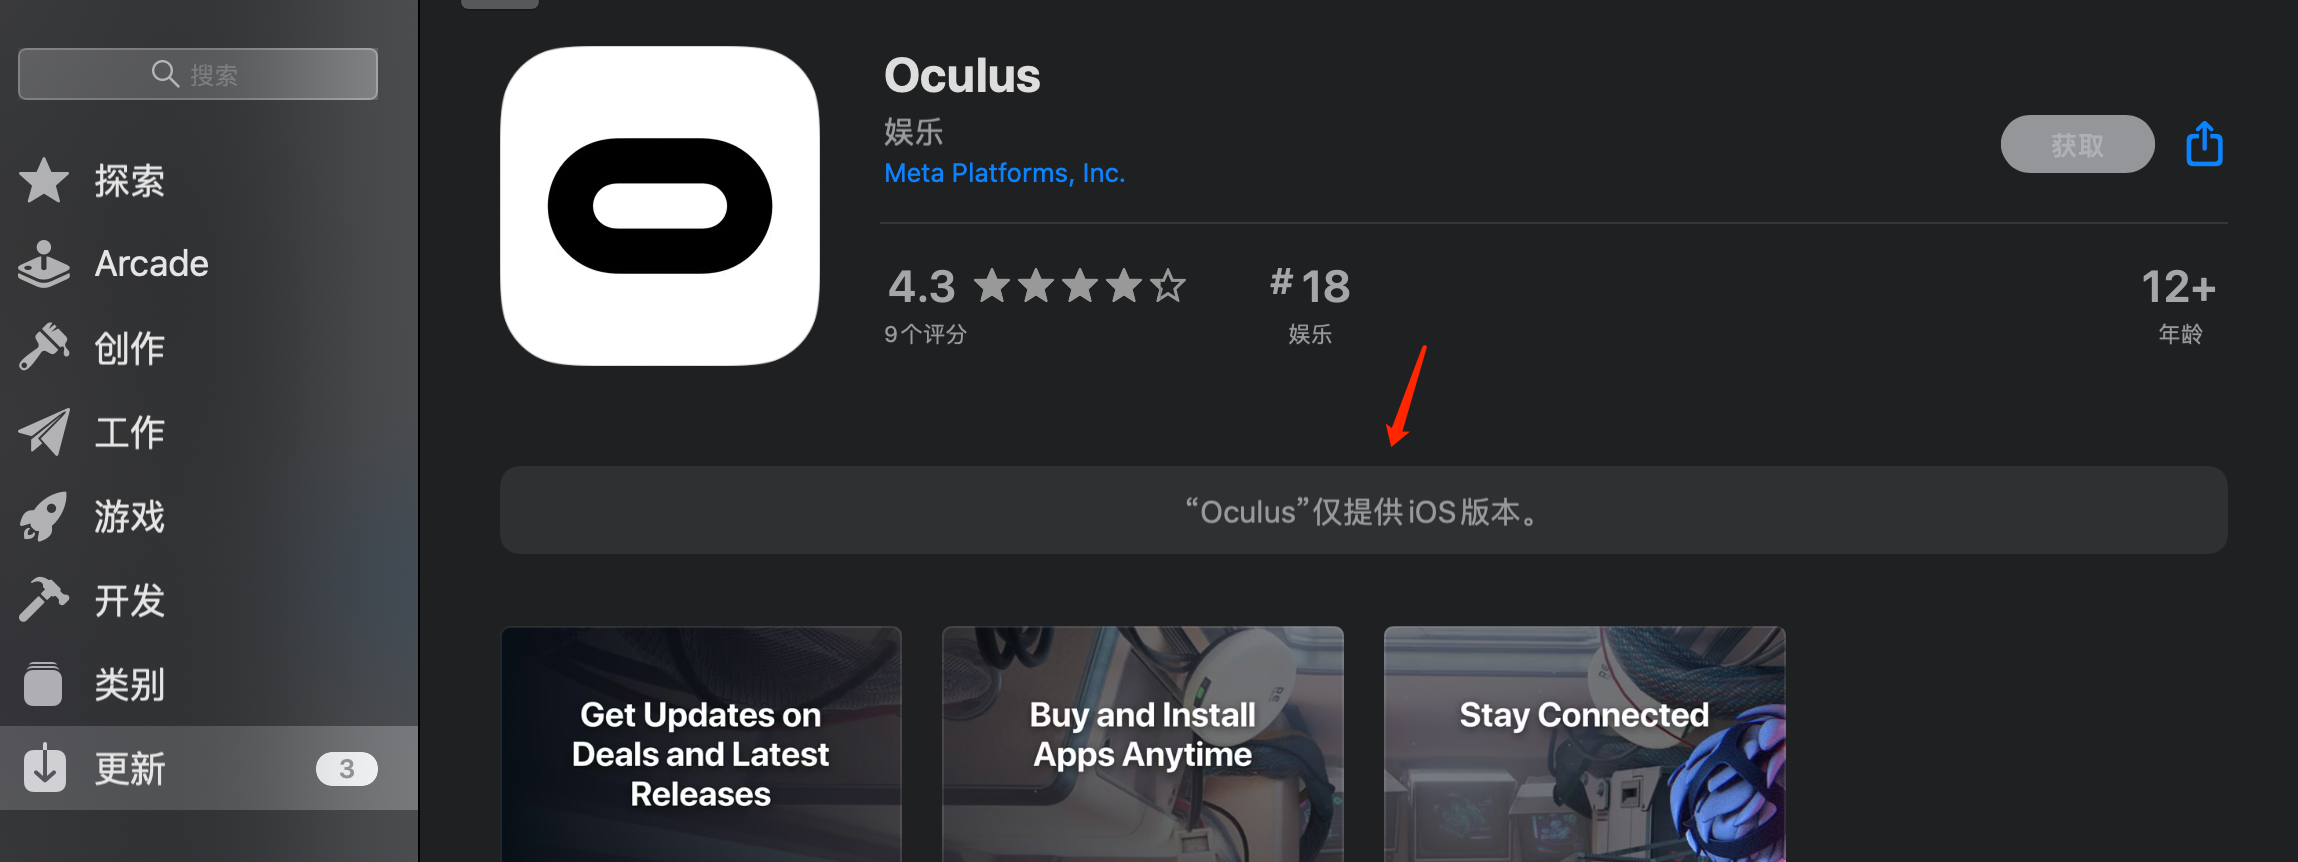 搜索
探索
Arcade
创作
工作
游戏
开发
类别
更新
3
Oculus
娱乐
Meta Platforms, Inc.
获取
4.3
9个评分
#18
娱乐
12+
年龄
“Oculus”仅提供 iOS 版本。
Get Updates on
Deals and Latest
Releases
Buy and Install
Apps Anytime
Stay Connected